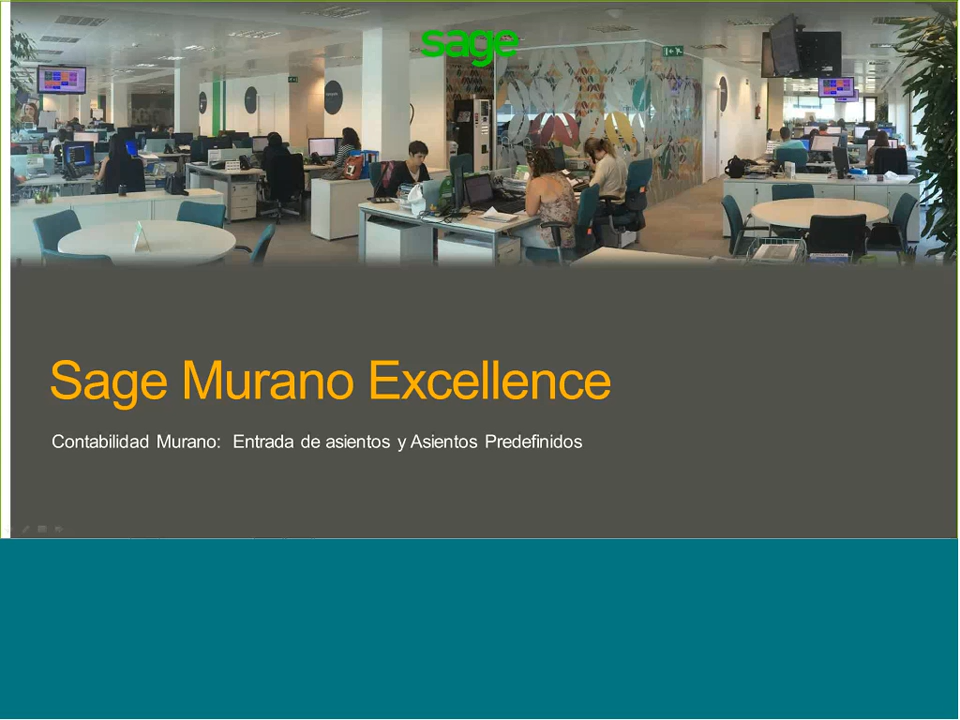 sage
Sage Murano Excellence
Contabilidad Murano: Entrada de asientos y Asientos Predefinidos